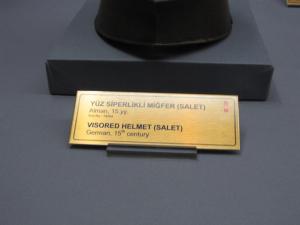 YÜZ SİPERLİKLİ MİĞFER (SALET)
Alman, 15.yy.
VISORED HELMET (SALET)
German, 15th century